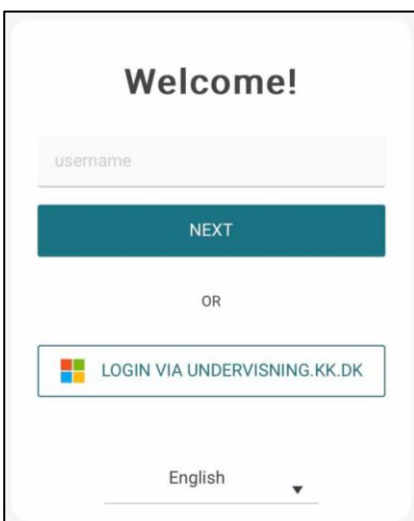 Welcome!
username
NEXT
OR
LOGIN VIA UNDERVISNING.KK.DK
English